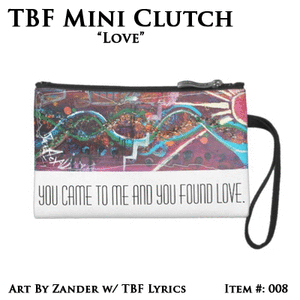 TBF Mini Clutch
"Love"
YOU CAME TO ME AND YOU FOUND LOVE.
Art By Zander w/ TBF Lyrics
Item #: 008